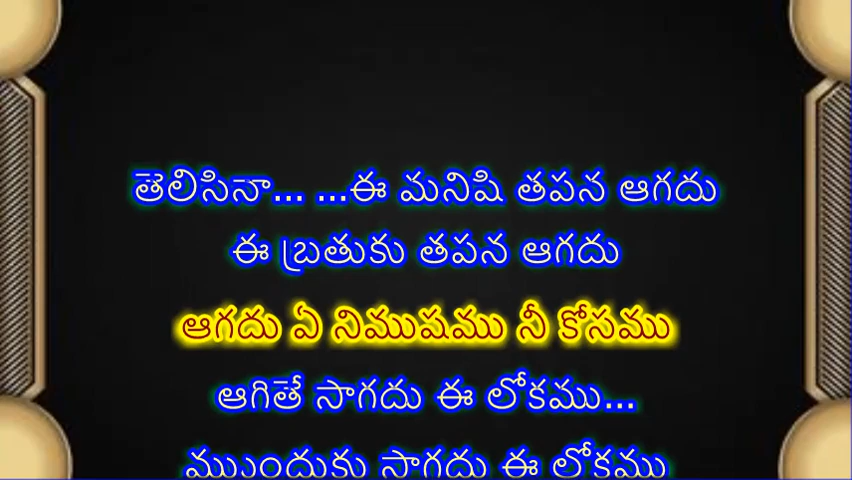 తెలిసినా... ...ఈ మనిషి తపన ఆగదు
ఈ బ్రతుకు తపన ఆగదు
ఆగదు ఏ నిముషము నీ కోసము
ఆగితే సాగదు ఈ లోకము...
ముందుకు సాగదు ఈ లోకము